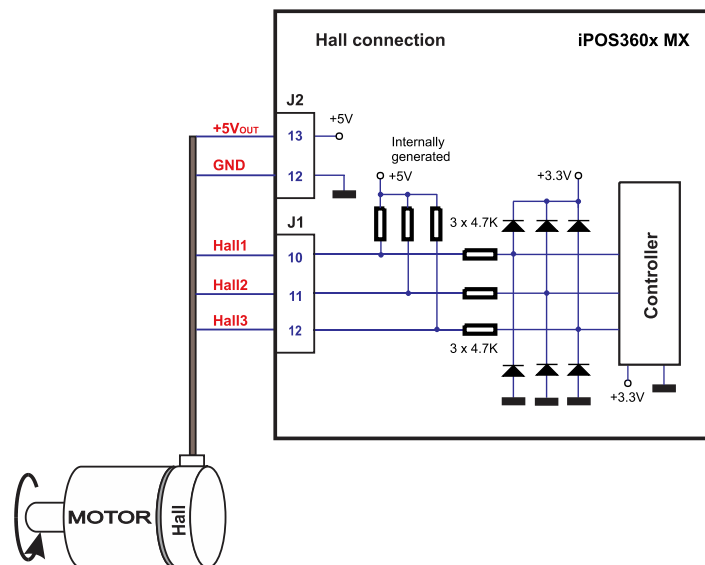 Hall connection
iPOS360x MX
J2
+5VOUT
13
+5V
GND
12
Internally
generated
+5V
+3.3V
J1
3 x 4.7K
Hall1
10
Hall2
11
Hall3
12
3 x 4.7K
Controller
+3.3V
MOTOR
Hall